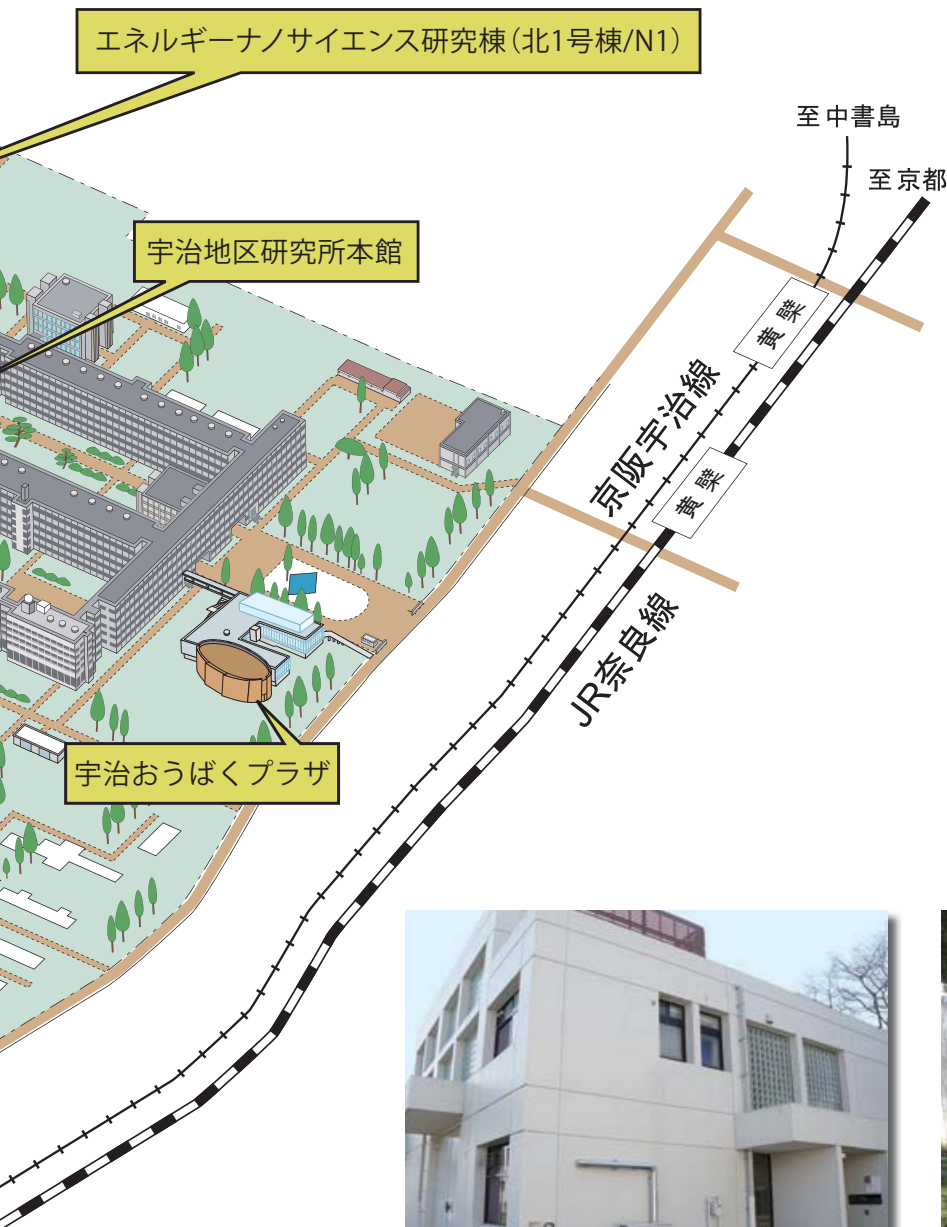 エネルギーナノサイエンス研究棟(北1号棟/N1)
至 中書島
至 京都
宇治地区研究所本館
黄檗
京阪宇治線
黄檗
JR奈良線
宇治おうばくプラザ